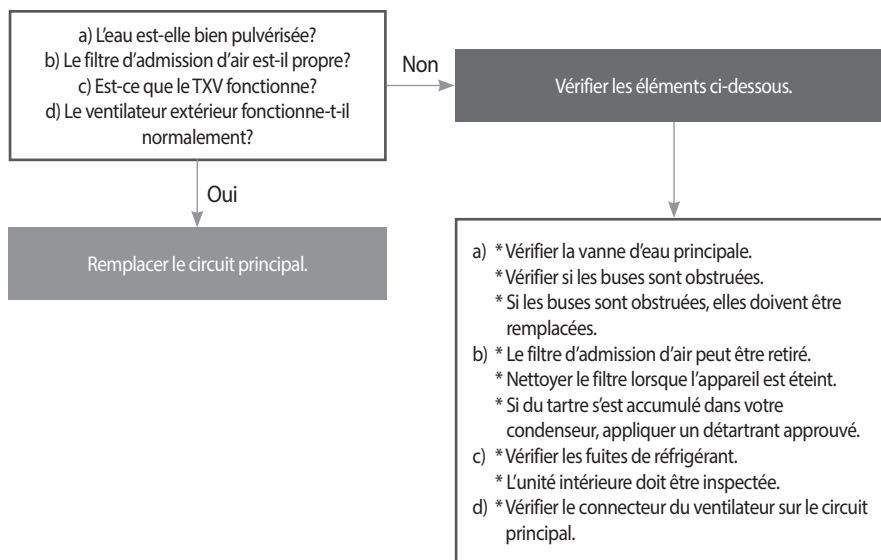 a) L'eau est-elle bien pulvérisée?
b) Le filtre d'admission d'air est-il propre?
c) Est-ce que le TXV fonctionne?
d) Le ventilateur extérieur fonctionne-t-il
normalement?
Non
Vérifier les éléments ci-dessous.
Oui
Remplacer le circuit principal.
a) * Vérifier la vanne d'eau principale.
* Vérifier si les buses sont obstruées.
* Si les buses sont obstruées, elles doivent être
remplacées.
b) * Le filtre d'admission d'air peut être retiré.
* Nettoyer le filtre lorsque l'appareil est éteint.
* Si du tartre s'est accumulé dans votre
condenseur, appliquer un détartrant approuvé.
c) * Vérifier les fuites de réfrigérant.
* L'unité intérieure doit être inspectée.
d) * Vérifier le connecteur du ventilateur sur le circuit
principal.